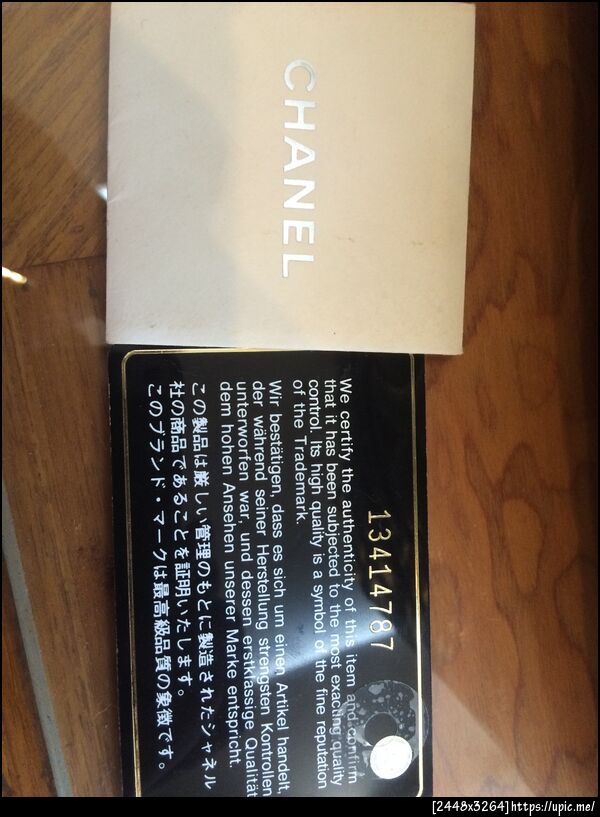 CHANEL
13414787
We certify the authenticity of this item and confirm
that it has been subjected to the most exacting quality
control. Its high quality is a symbol of the fine reputation
of the Trademark.
Wir bestätigen, dass es sich um einen Artikel handelt,
der während seiner Herstellung strengsten Kontrollen
unterworfen war, und dessen erstklassige Qualität
dem hohen Ansehen unserer Marke entspricht.
この製品は厳しい管理のもとに製造されたシャネル
社の商品であることを証明いたします。
このブランド・マークは最高級品質の象徴です。
[2448x3264]https://upic.me/